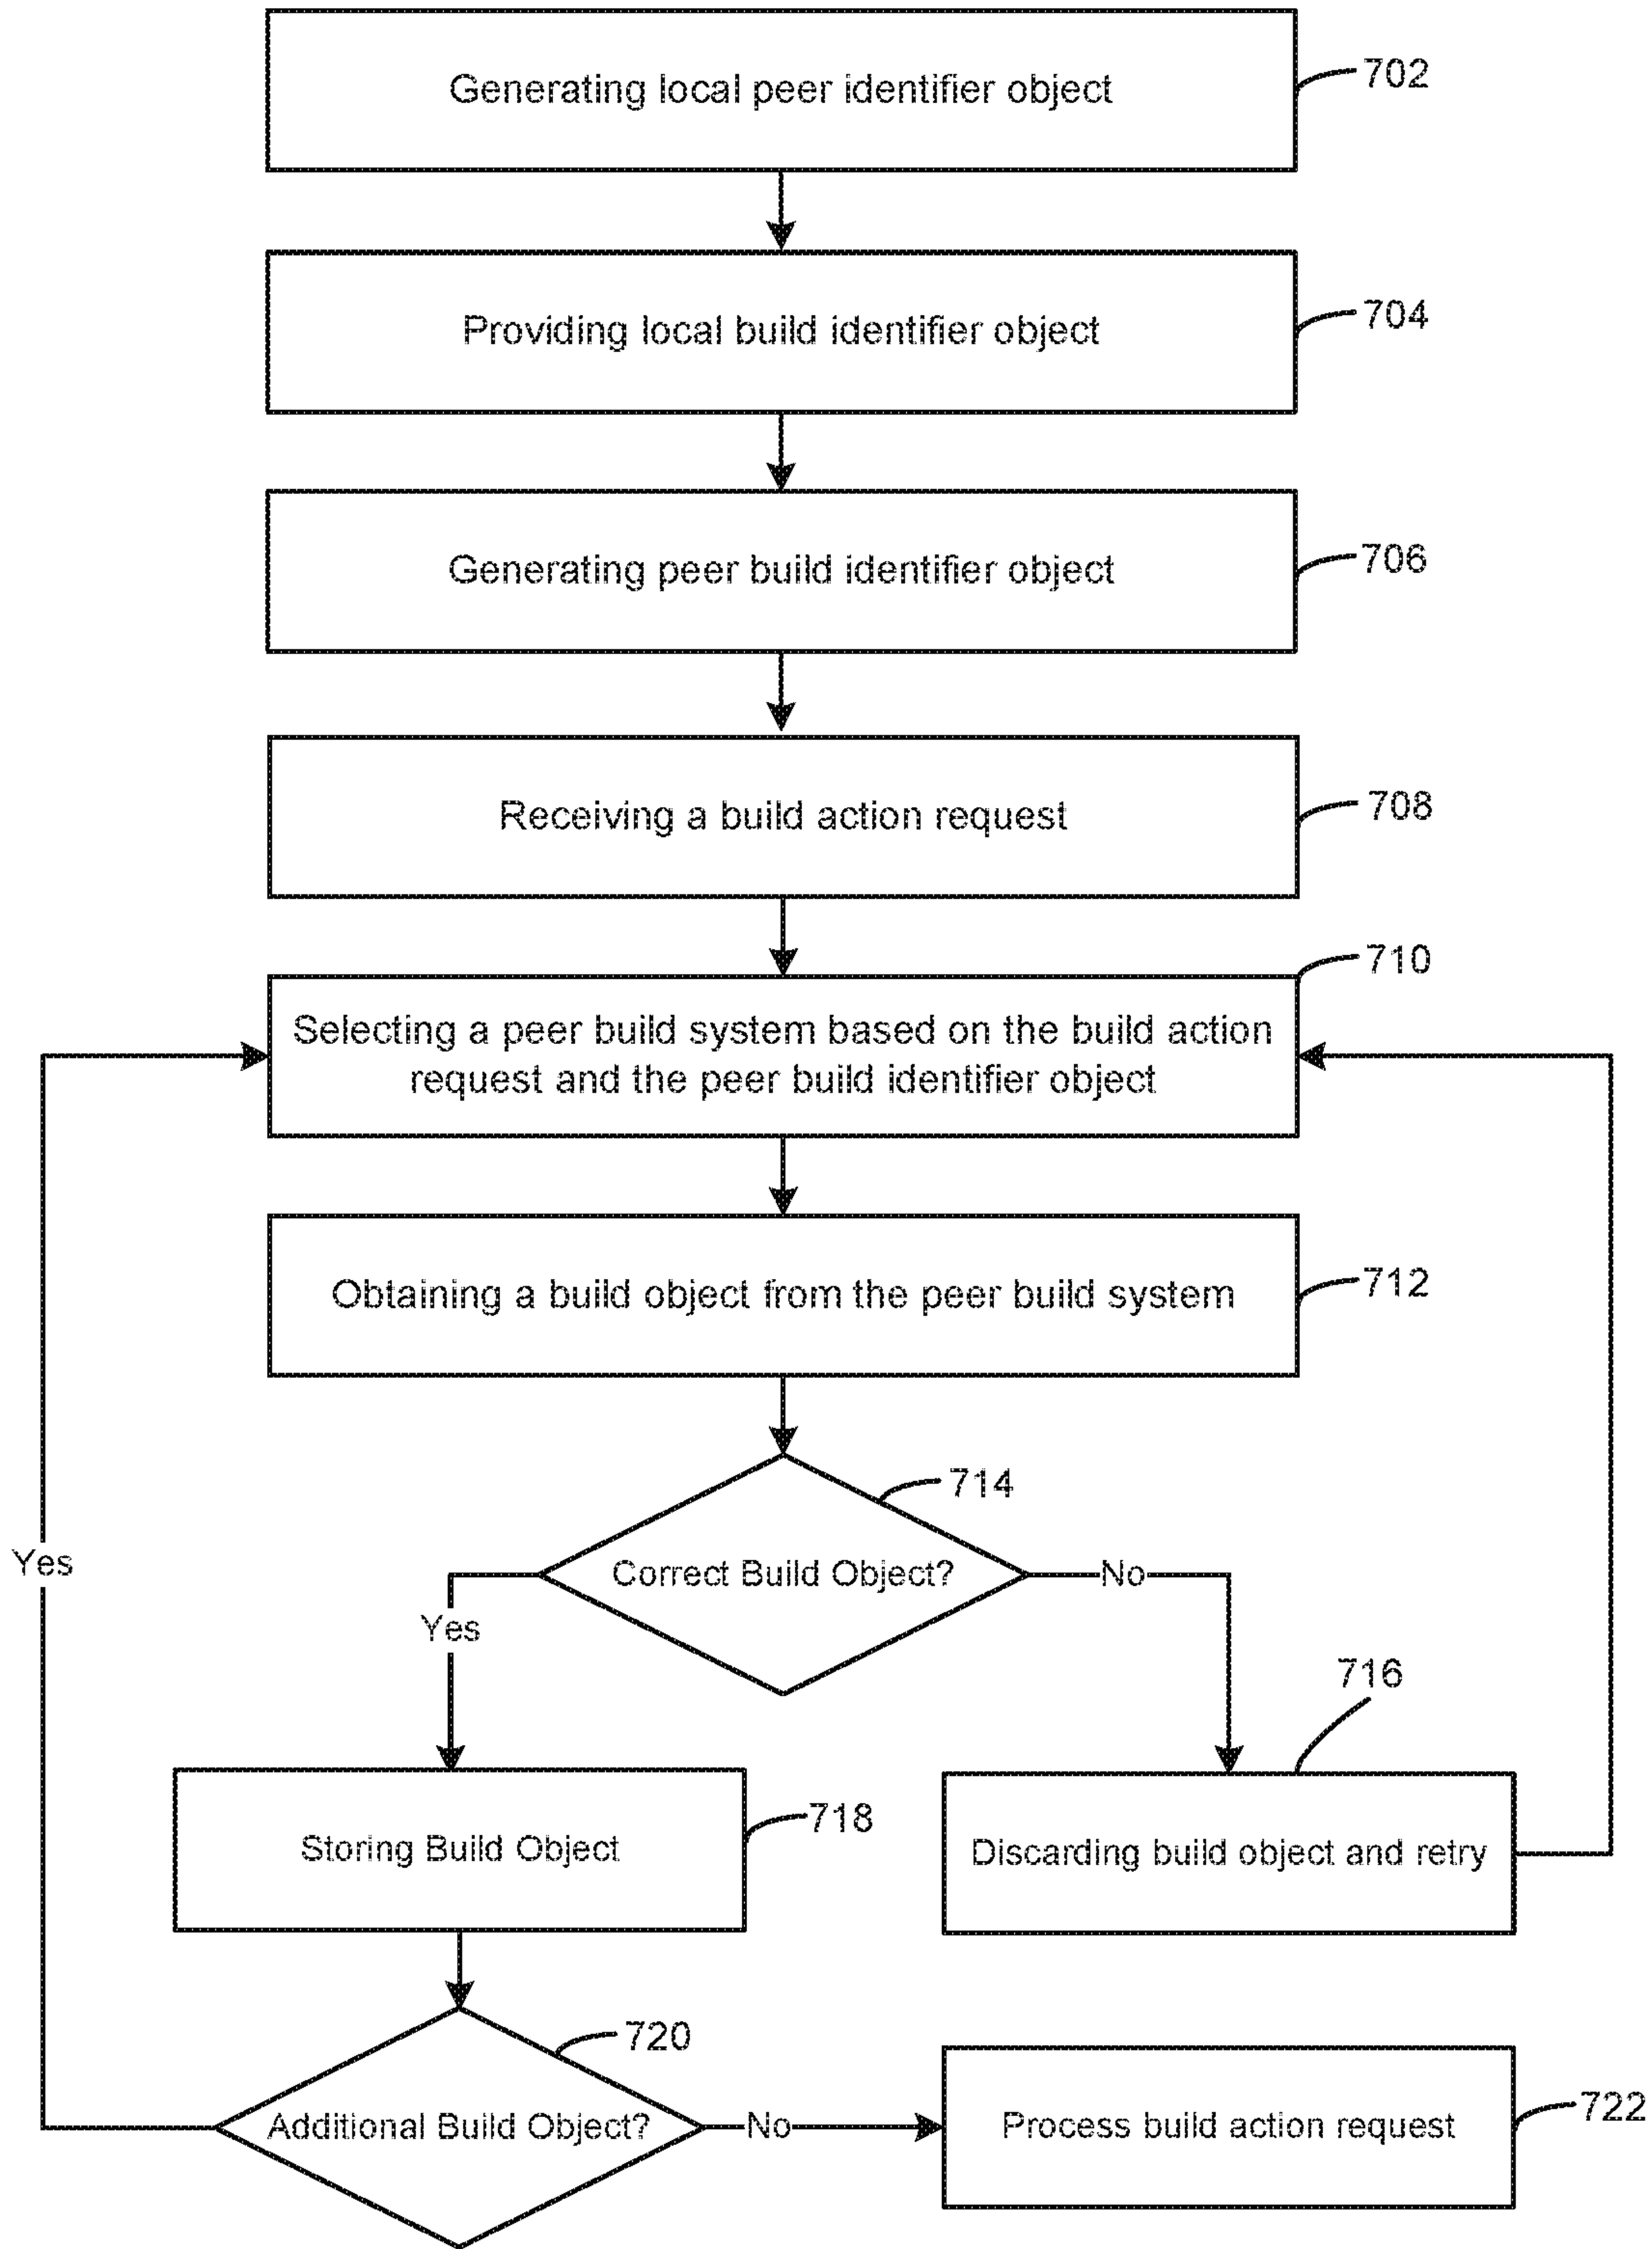 Generating local peer identifier object
702
Providing local build identifier object
704
Generating peer build identifier object
706
Receiving a build action request
708
710
Selecting a peer build system based on the build action
request and the peer build identifier object
Obtaining a build object from the peer build system
712
714
Correct Build Object?
No
Yes
Yes
716
718
Storing Build Object
Discarding build object and retry
720
Additional Build Object?
No
Process build action request
722